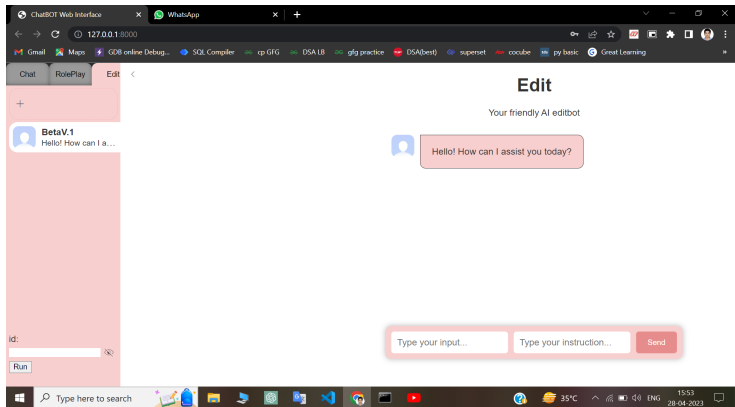 ChatBOT Web Interface
WhatsApp
127.0.0.1:8000
Gmail Maps GDB online Debug... SQL Compiler cp GFG DSA LB gfg practice DSA(best) superset cocube py basic Great Learning
Chat RolePlay Edit
Edit
Your friendly AI editbot
BetaV.1
Hello! How can I a...
Hello! How can I assist you today?
id:
Run
Type your input...
Type your instruction...
Send
Type here to search
35°C
ENG
15:53
28-04-2023